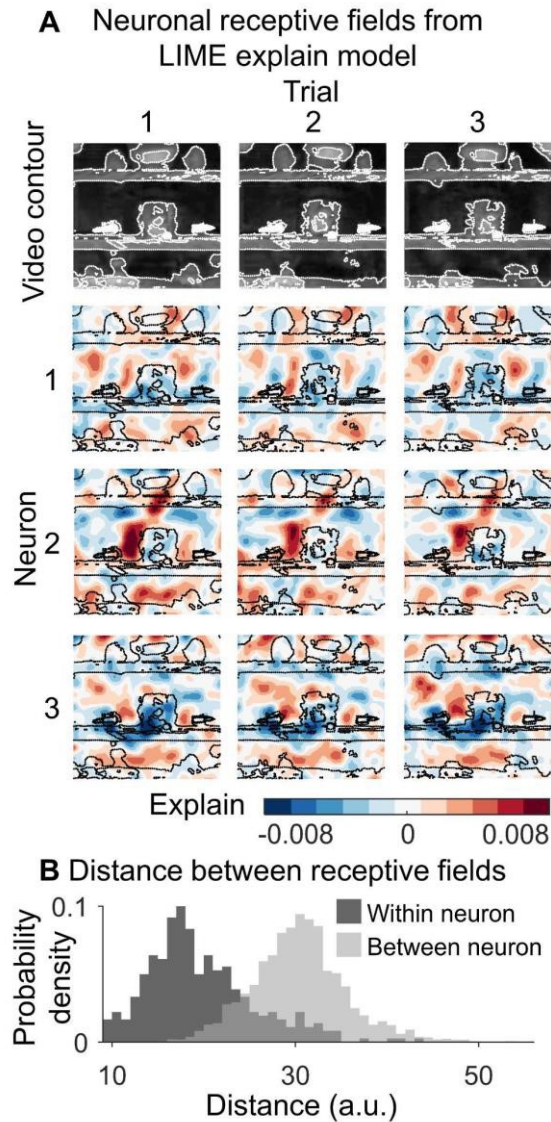 A Neuronal receptive fields from
LIME explain model
Trial
1 2 3
Video contour
Neuron
1
2
3
Explain
-0.008 0 0.008
B Distance between receptive fields
Probability
density
0.1
0
Within neuron
Between neuron
10 30 50
Distance (a.u.)